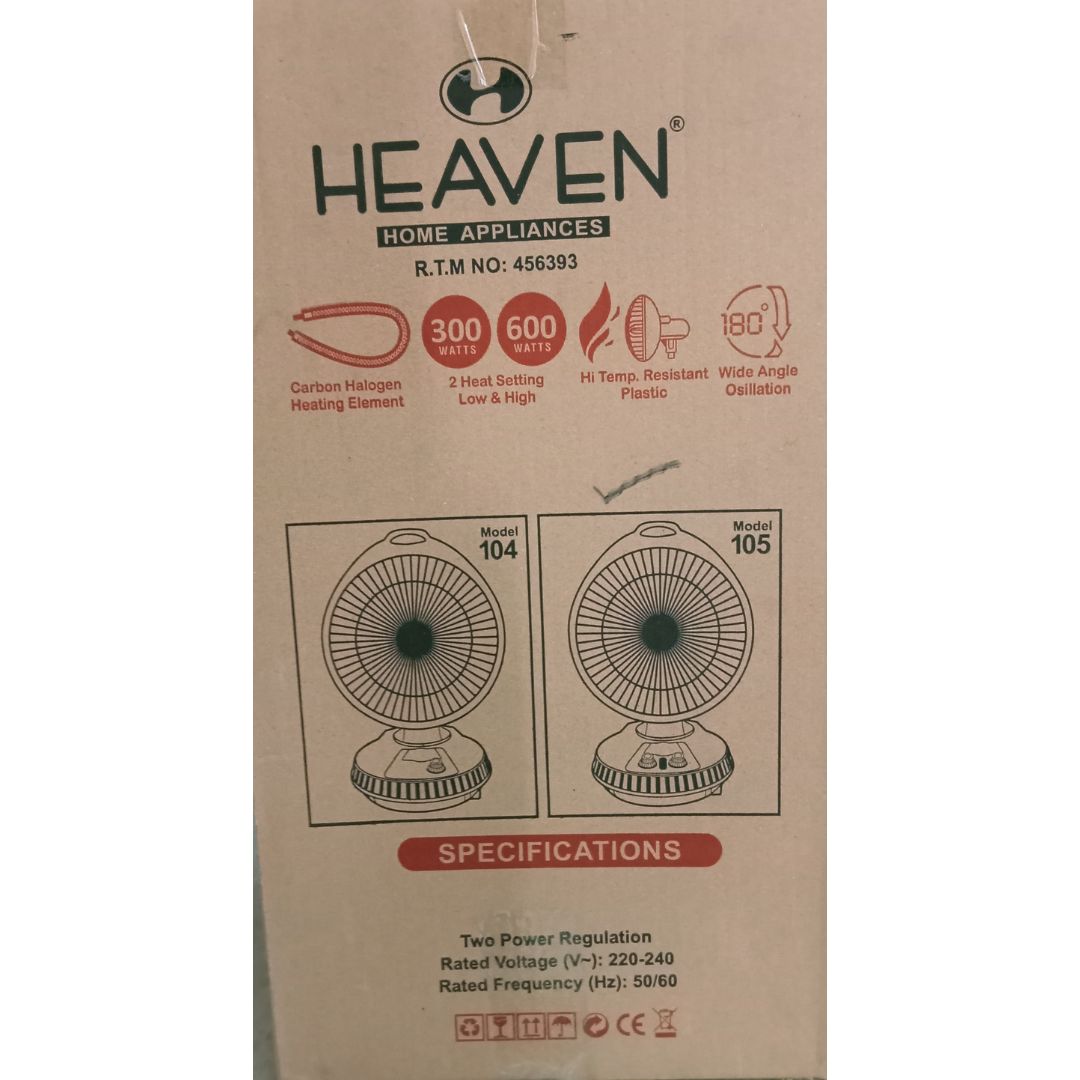 HEAVEN®
HOME APPLIANCES
R.T.M NO: 456393
300 WATTS
600 WATTS
180°
Carbon Halogen
Heating Element
2 Heat Setting
Low & High
Hi Temp. Resistant
Plastic
Wide Angle
Osillation
Model
104
Model
105
SPECIFICATIONS
Two Power Regulation
Rated Voltage (V~): 220-240
Rated Frequency (Hz): 50/60
CE